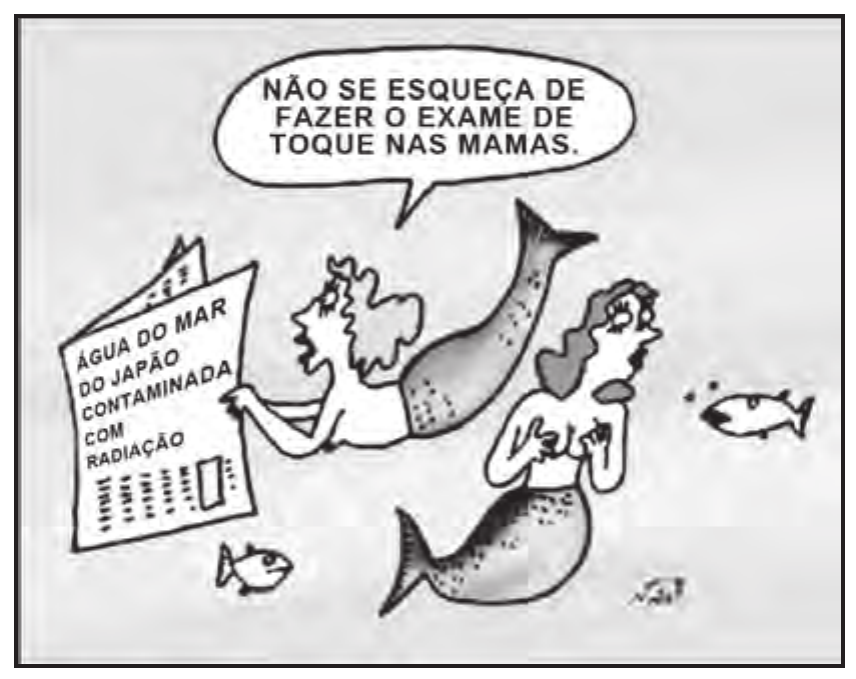 NÃO SE ESQUEÇA DE
FAZER O EXAME DE
TOQUE NAS MAMAS.
ÁGUA DO MAR
DO JAPÃO
CONTAMINADA
COM
RADIAÇÃO